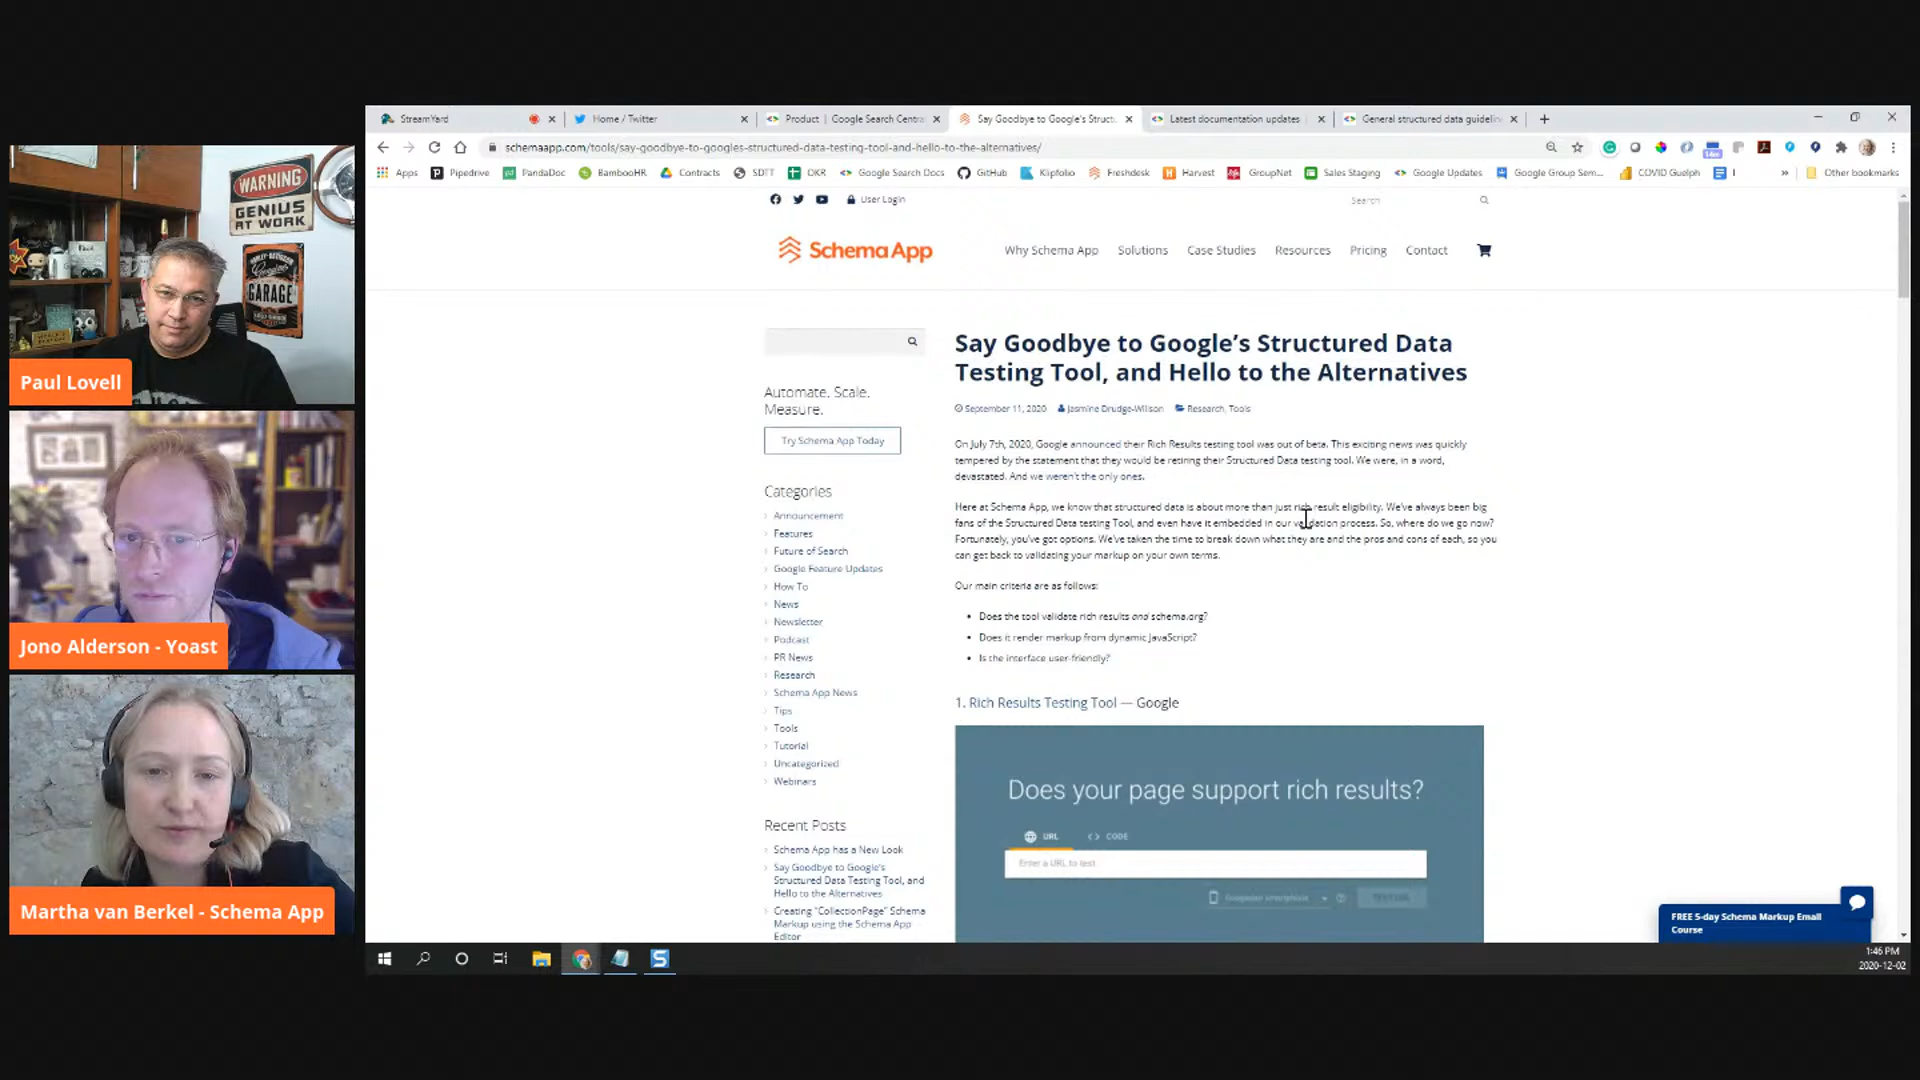 StreamYard
Home / Twitter
Product | Google Search Centra
Say Goodbye to Google's Struct
Latest documentation updates
General structured data guidelin
schemaapp.com/tools/say-goodbye-to-googles-structured-data-testing-tool-and-hello-to-the-alternatives/
Apps
Pipedrive
PandaDoc
BambooHR
Contracts
SDTT
OKR
Google Search Docs
GitHub
Klipfolio
Freshdesk
Harvest
GroupNet
Sales Staging
Google Updates
Google Group Sem...
COVID Guelph
Other bookmarks
WARNING
GENIUS
AT WORK
HARLEY-DAVIDSON
GARAGE
Paul Lovell
Jono Alderson - Yoast
Martha van Berkel - Schema App
User Login
Search
Schema App
Why Schema App
Solutions
Case Studies
Resources
Pricing
Contact
Automate. Scale.
Measure.
Try Schema App Today
Categories
Announcement
Features
Future of Search
Google Feature Updates
How To
News
Newsletter
Podcast
PR News
Research
Schema App News
Tips
Tools
Tutorial
Uncategorized
Webinars
Recent Posts
Schema App has a New Look
Say Goodbye to Google's
Structured Data Testing Tool, and
Hello to the Alternatives
Creating "CollectionPage" Schema
Markup using the Schema App
Editor
Say Goodbye to Google's Structured Data
Testing Tool, and Hello to the Alternatives
September 11, 2020 Jasmine Drudge-Willson Research, Tools
On July 7th, 2020, Google announced their Rich Results testing tool was out of beta. This exciting news was quickly
tempered by the statement that they would be retiring their Structured Data testing tool. We were, in a word,
devastated. And we weren't the only ones.
Here at Schema App, we know that structured data is about more than just rich result eligibility. We've always been big
fans of the Structured Data testing Tool, and even have it embedded in our validation process. So, where do we go now?
Fortunately, you've got options. We've taken the time to break down what they are and the pros and cons of each, so you
can get back to validating your markup on your own terms.
Our main criteria are as follows:
Does the tool validate rich results and schema.org?
Does it render markup from dynamic JavaScript?
Is the interface user-friendly?
1. Rich Results Testing Tool — Google
Does your page support rich results?
URL
CODE
Enter a URL to test
Googlebot smartphone
TEST URL
FREE 5-day Schema Markup Email
Course
1:46 PM
2020-12-02